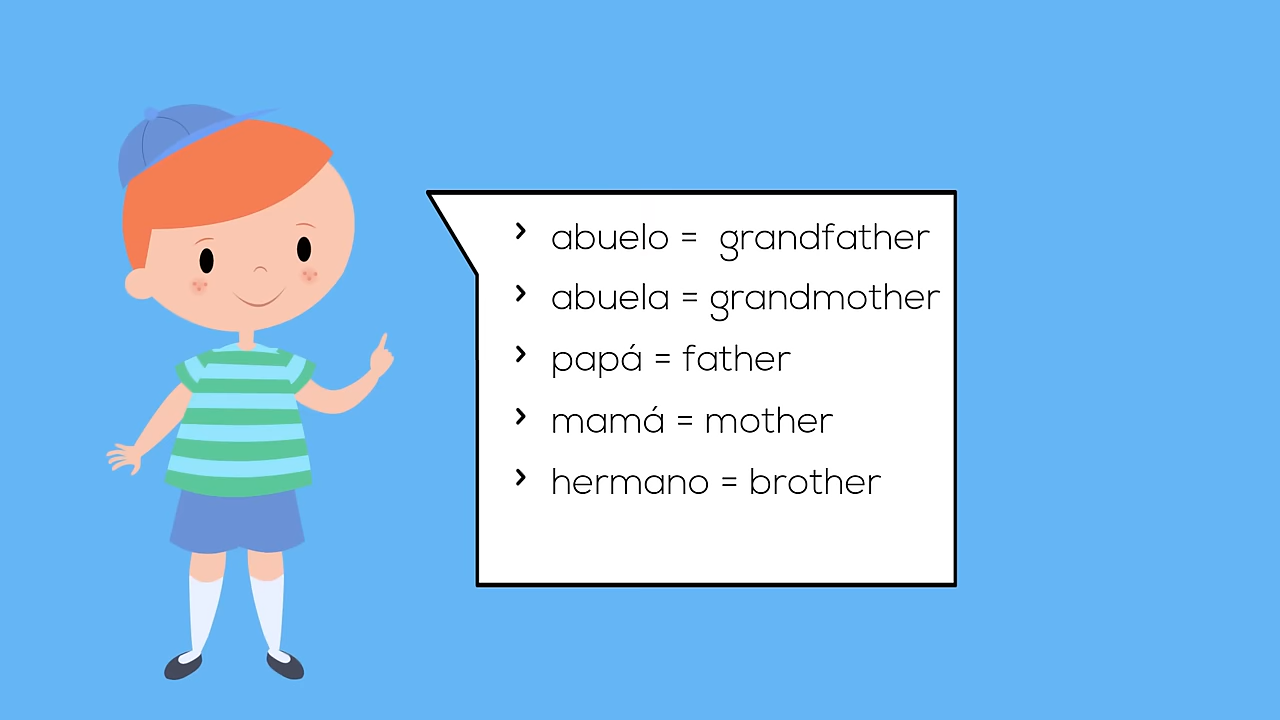 › abuelo = grandfather
› abuela = grandmother
› papá = father
› mamá = mother
› hermano = brother